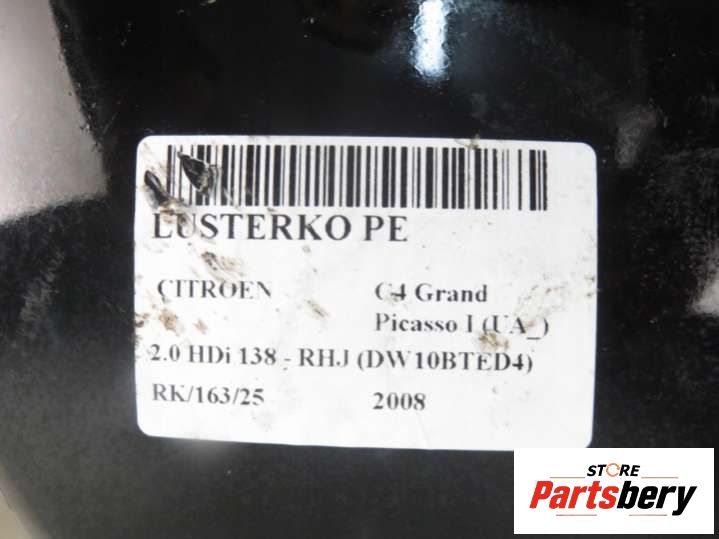 LUSTERKO PE
CITROEN C4 Grand
Picasso I (UA_)
2.0 HDi 138 - RHJ (DW10BTED4)
RK/163/25 2008
STORE
Partsbery